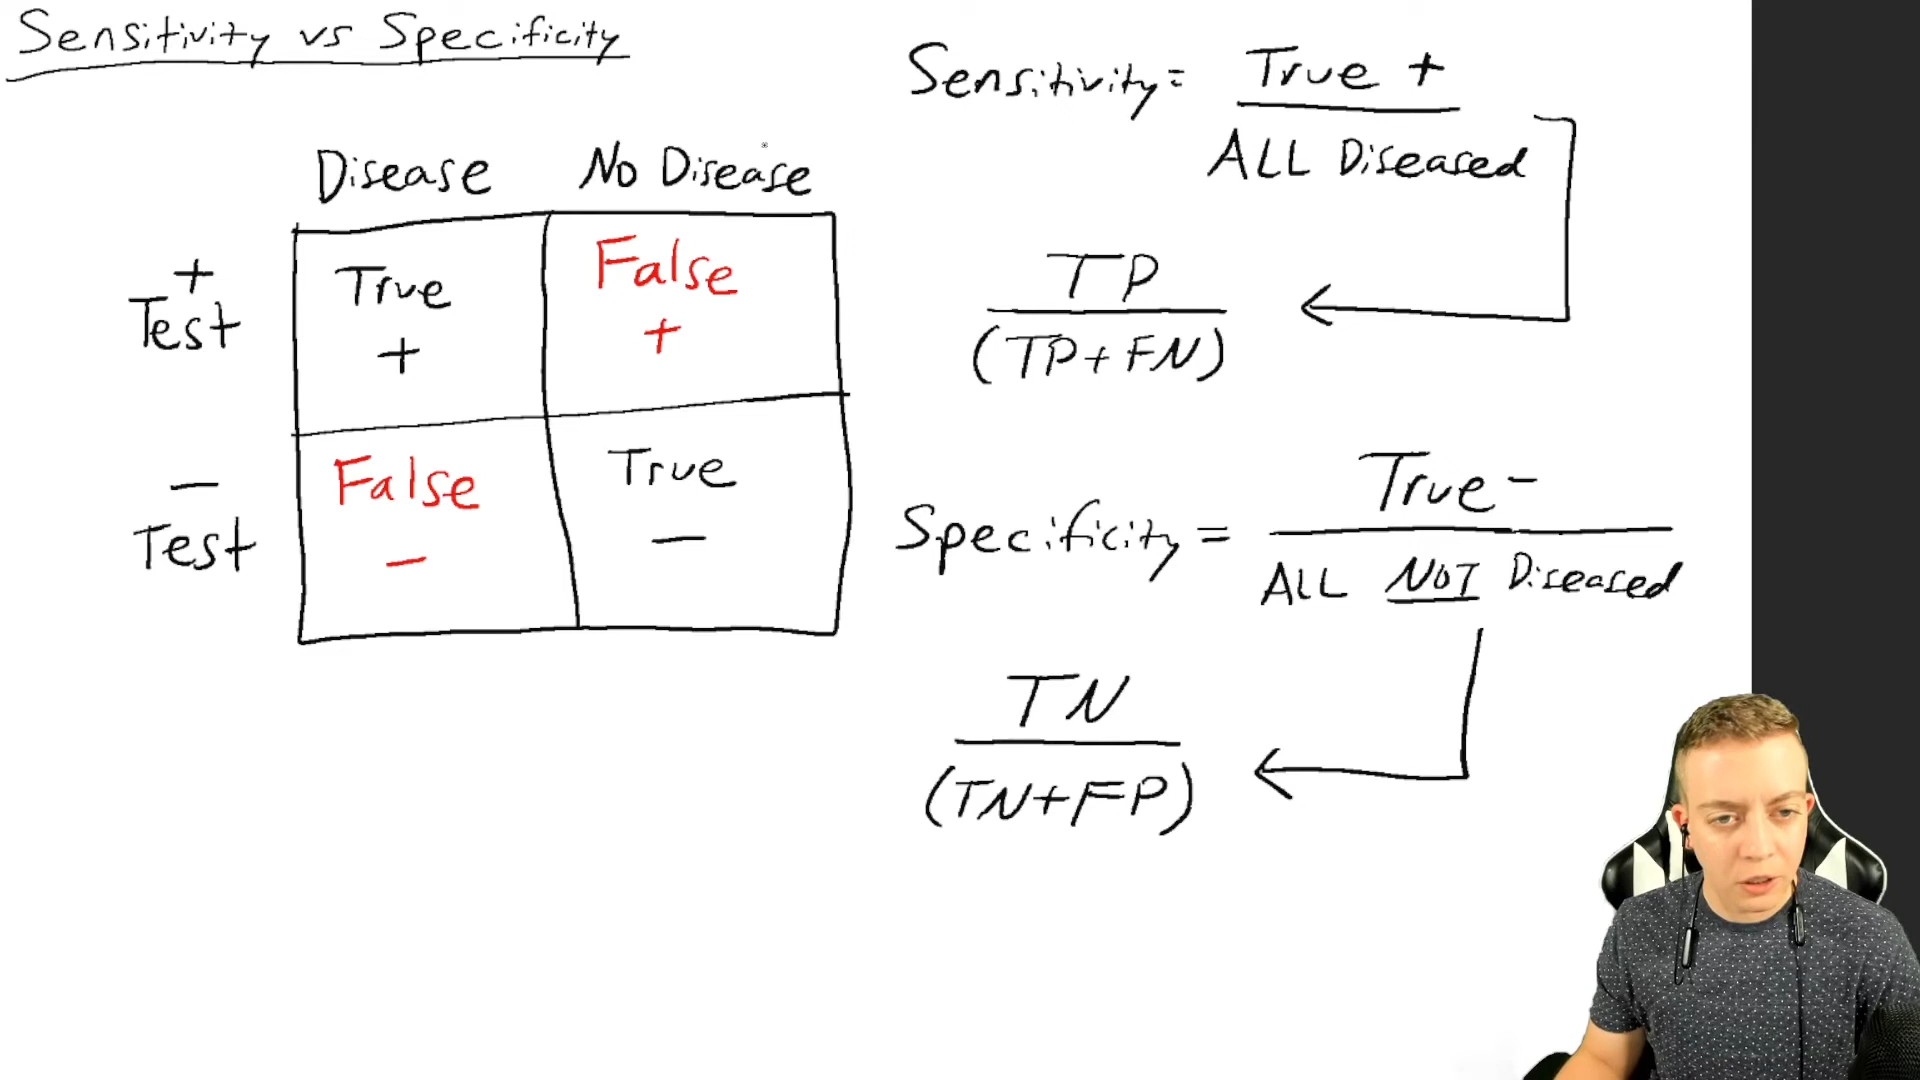 Sensitivity vs Specificity
Disease No Disease
+
Test
True
+
False
+
-
Test
False
-
True
-
Sensitivity = True +
ALL Diseased
TP
(TP+FN)
Specificity = True -
ALL NOT Diseased
TN
(TN+FP)